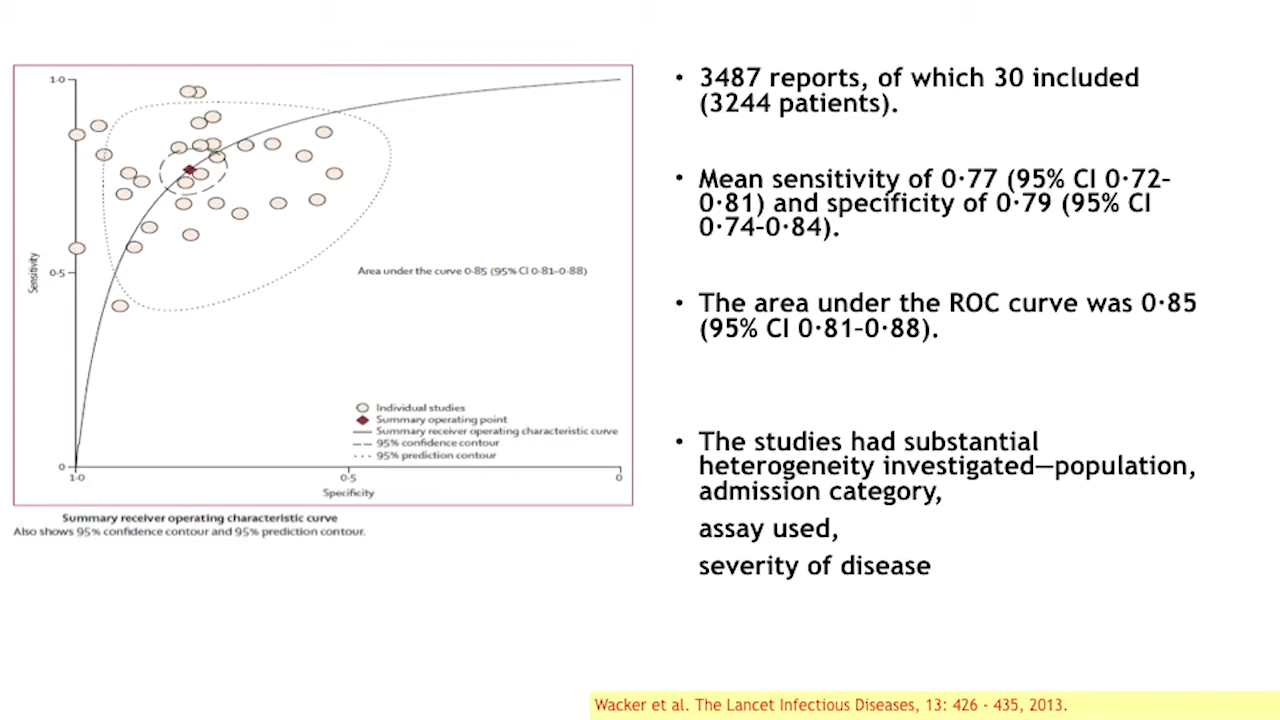 1·0
0·5
0
Sensitivity
1·0
0·5
0
Specificity
Area under the curve 0·85 (95% CI 0·81–0·88)
Individual studies
Summary operating point
Summary receiver operating characteristic curve
95% confidence contour
95% prediction contour
Summary receiver operating characteristic curve
Also shows 95% confidence contour and 95% prediction contour.
• 3487 reports, of which 30 included
(3244 patients).
• Mean sensitivity of 0·77 (95% CI 0·72–
0·81) and specificity of 0·79 (95% CI
0·74–0·84).
• The area under the ROC curve was 0·85
(95% CI 0·81–0·88).
• The studies had substantial
heterogeneity investigated—population,
admission category,
assay used,
severity of disease
Wacker et al. The Lancet Infectious Diseases, 13: 426 - 435, 2013.